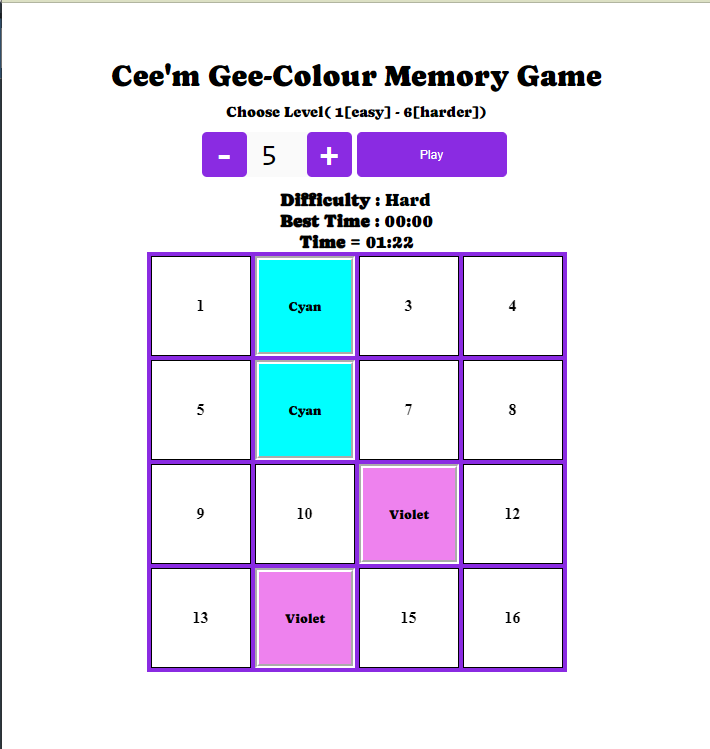 Cee'm Gee-Colour Memory Game
Choose Level( 1[easy] - 6[harder])
- 5 + Play
Difficulty : Hard
Best Time : 00:00
Time = 01:22
1 Cyan 3 4
5 Cyan 7 8
9 10 Violet 12
13 Violet 15 16